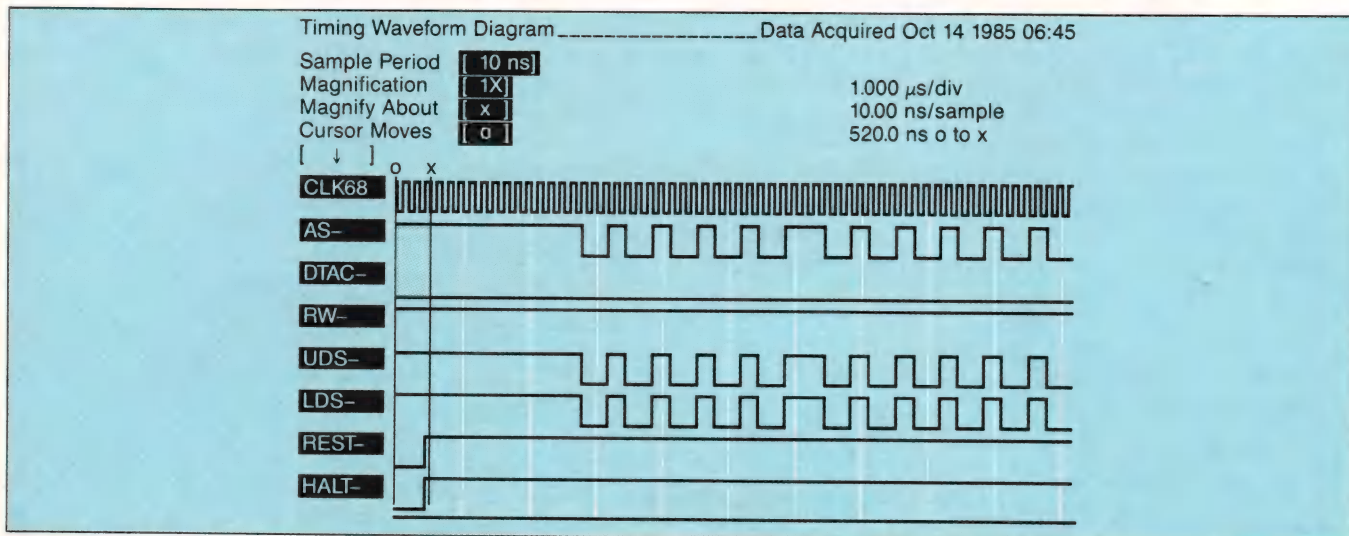 Timing Waveform Diagram___________________Data Acquired Oct 14 1985 06:45
Sample Period [ 10 ns]
Magnification [ 1X] 1.000 μs/div
Magnify About [ x ] 10.00 ns/sample
Cursor Moves [ o ] 520.0 ns o to x
[ ↓ ]
o x
CLK68
AS–
DTAC–
RW–
UDS–
LDS–
REST–
HALT–